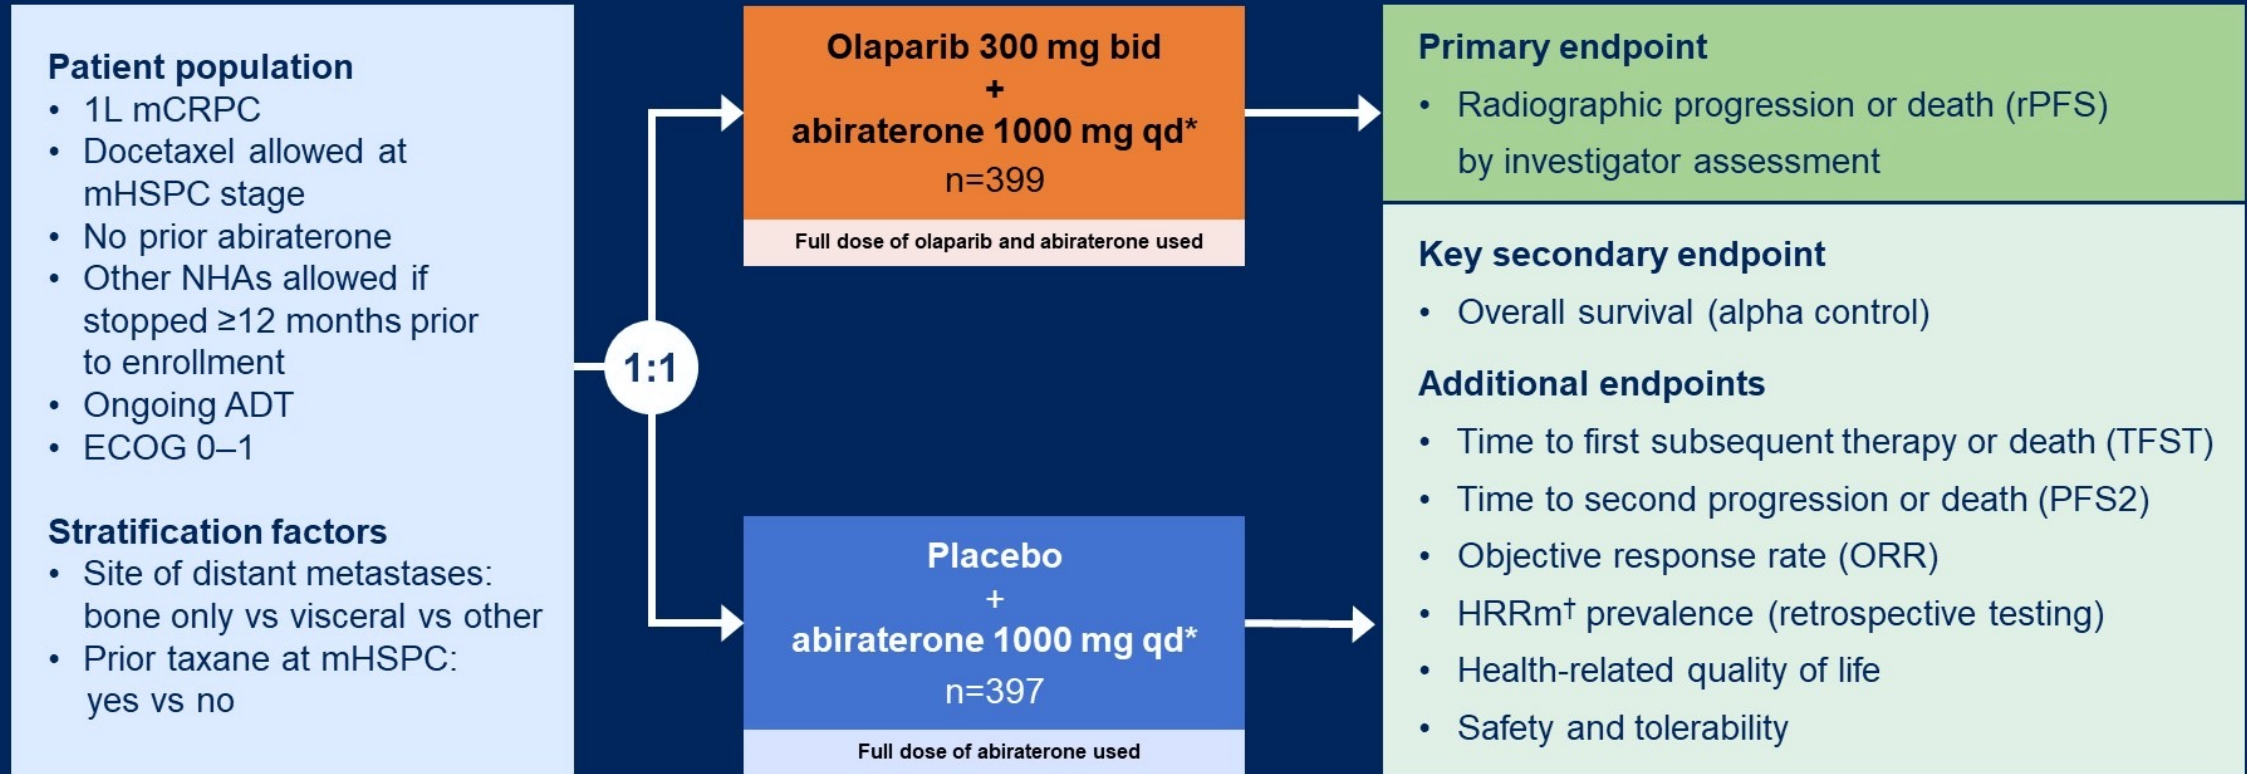 Patient population
• 1L mCRPC
• Docetaxel allowed at
mHSPC stage
• No prior abiraterone
• Other NHAs allowed if
stopped ≥12 months prior
to enrollment
• Ongoing ADT
• ECOG 0–1
Stratification factors
• Site of distant metastases:
bone only vs visceral vs other
• Prior taxane at mHSPC:
yes vs no
1:1
Olaparib 300 mg bid
+
abiraterone 1000 mg qd*
n=399
Full dose of olaparib and abiraterone used
Placebo
+
abiraterone 1000 mg qd*
n=397
Full dose of abiraterone used
Primary endpoint
• Radiographic progression or death (rPFS)
by investigator assessment
Key secondary endpoint
• Overall survival (alpha control)
Additional endpoints
• Time to first subsequent therapy or death (TFST)
• Time to second progression or death (PFS2)
• Objective response rate (ORR)
• HRRm† prevalence (retrospective testing)
• Health-related quality of life
• Safety and tolerability